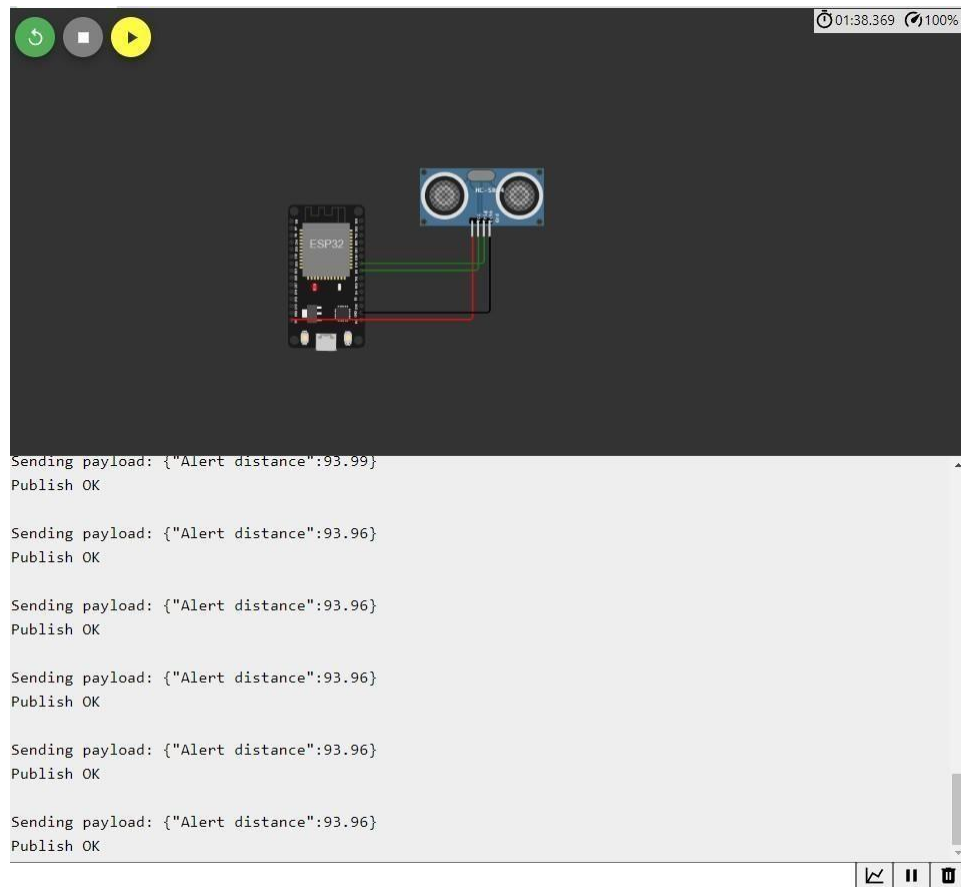 01:38.369 100%
ESP32
Sending payload: {"Alert distance":93.99}
Publish OK
Sending payload: {"Alert distance":93.96}
Publish OK
Sending payload: {"Alert distance":93.96}
Publish OK
Sending payload: {"Alert distance":93.96}
Publish OK
Sending payload: {"Alert distance":93.96}
Publish OK
Sending payload: {"Alert distance":93.96}
Publish OK